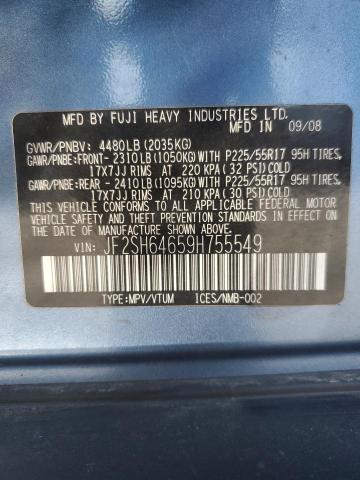 MFD BY FUJI HEAVY INDUSTRIES LTD.
MFD IN 09/08
GVWR/PNBV: 4480LB(2035KG)
GAWR/PNBE:FRONT- 2310LB(1050KG)WITH P225/55R17 95H TIRES,
17X7JJ RIMS AT 220 KPA(32 PSI)COLD
GAWR/PNBE:REAR - 2410LB(1095KG)WITH P225/55R17 95H TIRES,
17X7JJ RIMS AT 210 KPA(30 PSI)COLD
THIS VEHICLE CONFORMS TO ALL APPLICABLE
FEDERAL MOTOR VEHICLE SAFETY STANDARDS IN
EFFECT ON THE DATE OF MANUFACTURE SHOWN ABOVE.
VIN: JF2SH64659H755549
TYPE:MPV/VTUM ICES/NMB-002